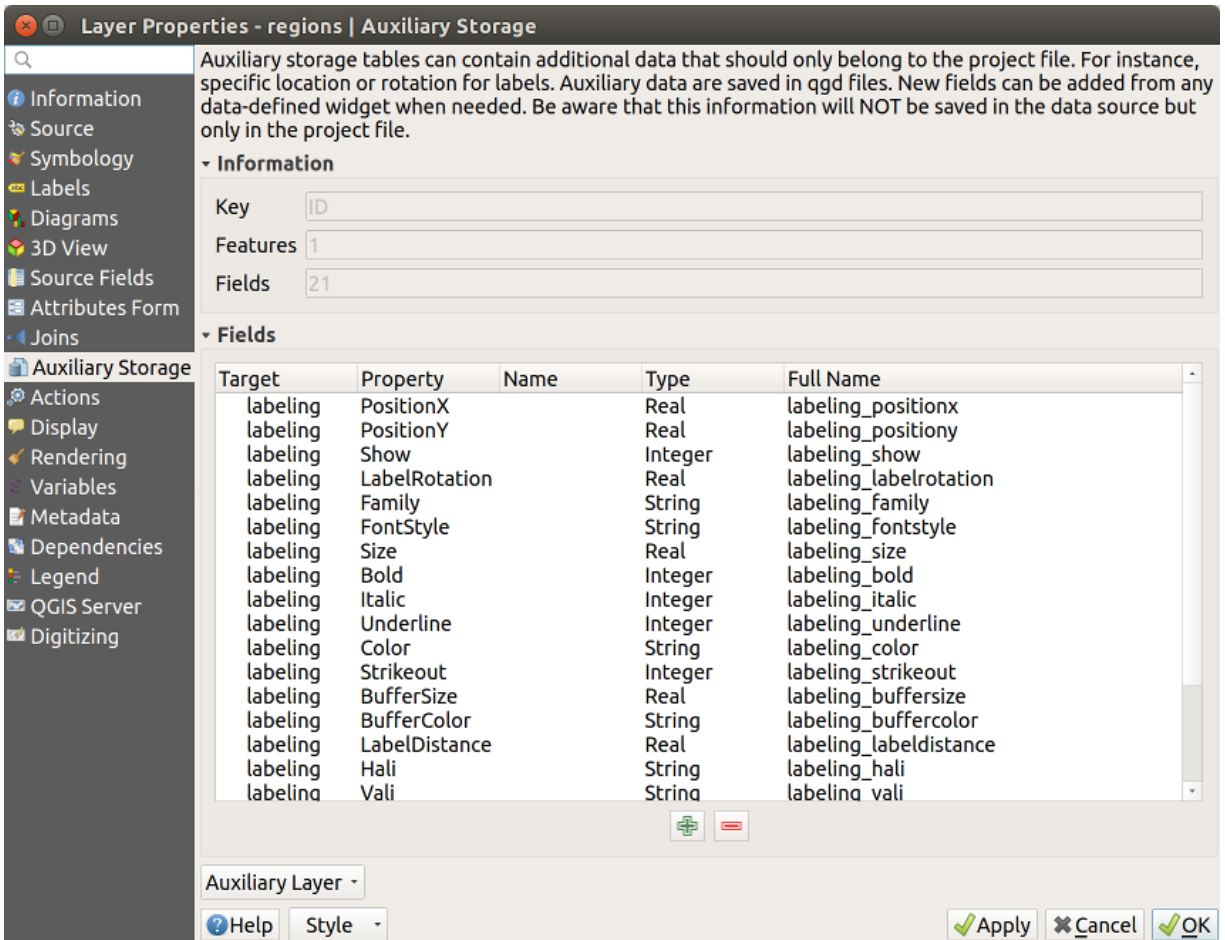 Layer Properties - regions | Auxiliary Storage
Information
Source
Symbology
Labels
Diagrams
3D View
Source Fields
Attributes Form
Joins
Auxiliary Storage
Actions
Display
Rendering
Variables
Metadata
Dependencies
Legend
QGIS Server
Digitizing
Auxiliary storage tables can contain additional data that should only belong to the project file. For instance,
specific location or rotation for labels. Auxiliary data are saved in qgd files. New fields can be added from any
data-defined widget when needed. Be aware that this information will NOT be saved in the data source but
only in the project file.
Information
Key ID
Features 1
Fields 21
Fields
Target Property Name Type Full Name
labeling PositionX Real labeling_positionx
labeling PositionY Real labeling_positiony
labeling Show Integer labeling_show
labeling LabelRotation Real labeling_labelrotation
labeling Family String labeling_family
labeling FontStyle String labeling_fontstyle
labeling Size Real labeling_size
labeling Bold Integer labeling_bold
labeling Italic Integer labeling_italic
labeling Underline Integer labeling_underline
labeling Color String labeling_color
labeling Strikeout Integer labeling_strikeout
labeling BufferSize Real labeling_buffersize
labeling BufferColor String labeling_buffercolor
labeling LabelDistance Real labeling_labeldistance
labeling Hali String labeling_hali
labeling Vali String labeling_vali
Auxiliary Layer
Help Style Apply Cancel OK